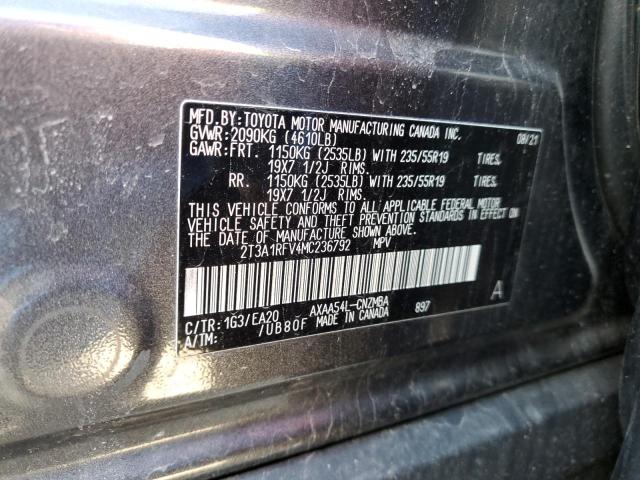 MFD.BY:TOYOTA MOTOR MANUFACTURING CANADA INC. 08/21
GVWR:2090KG (4610LB)
GAWR:FRT. 1150KG (2535LB) WITH 235/55R19 TIRES,
19X7 1/2J RIMS.
RR. 1150KG (2535LB) WITH 235/55R19 TIRES,
19X7 1/2J RIMS.
THIS VEHICLE CONFORMS TO ALL APPLICABLE FEDERAL MOTOR
VEHICLE SAFETY AND THEFT PREVENTION STANDARDS IN EFFECT ON
THE DATE OF MANUFACTURE SHOWN ABOVE.
2T3A1RFV4MC236792 MPV
A
C/TR:1G3/EA20 AXAA54L-CNZMBA 897
A/TM: /UB80F MADE IN CANADA